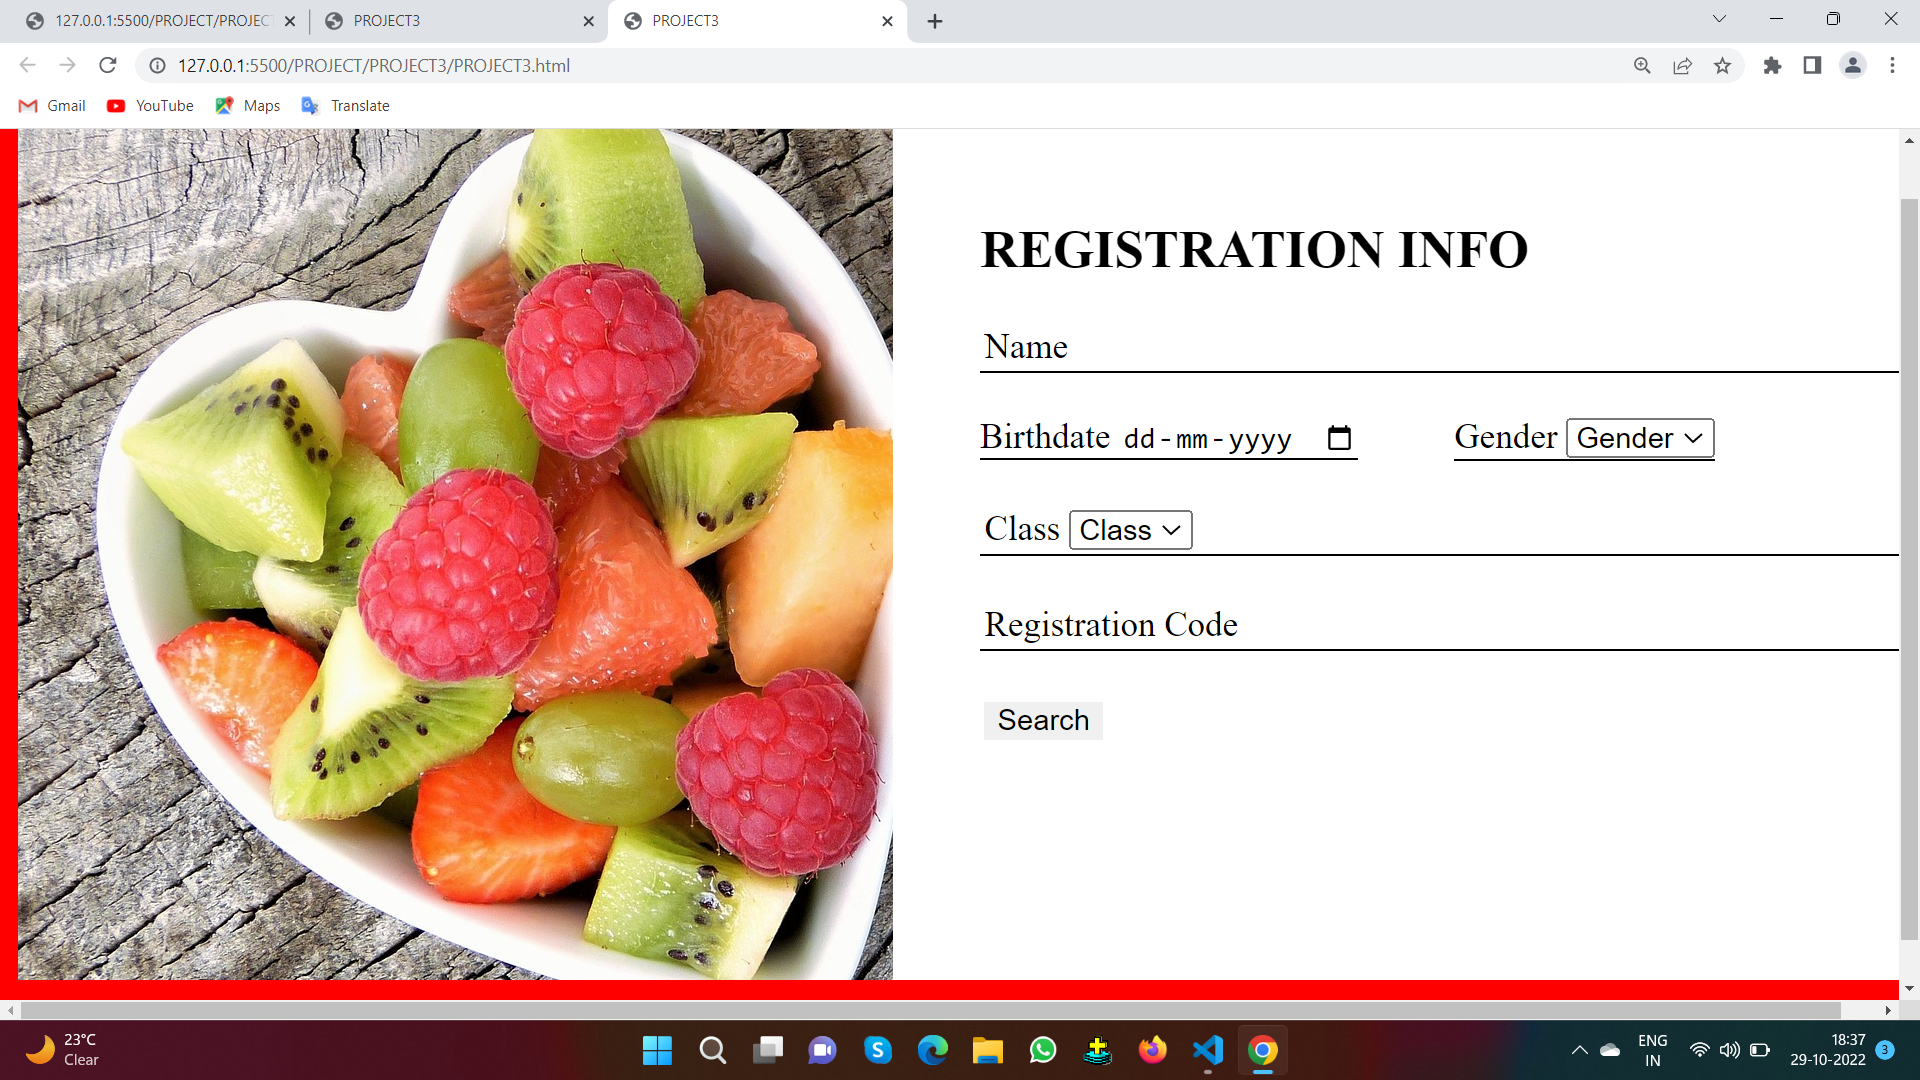 127.0.0.1:5500/PROJECT/PROJEC
PROJECT3
PROJECT3
127.0.0.1:5500/PROJECT/PROJECT3/PROJECT3.html
Gmail
YouTube
Maps
Translate
REGISTRATION INFO
Name
Birthdate dd-mm-yyyy
Gender Gender
Class Class
Registration Code
Search
23°C
Clear
ENG
IN
18:37
29-10-2022
3